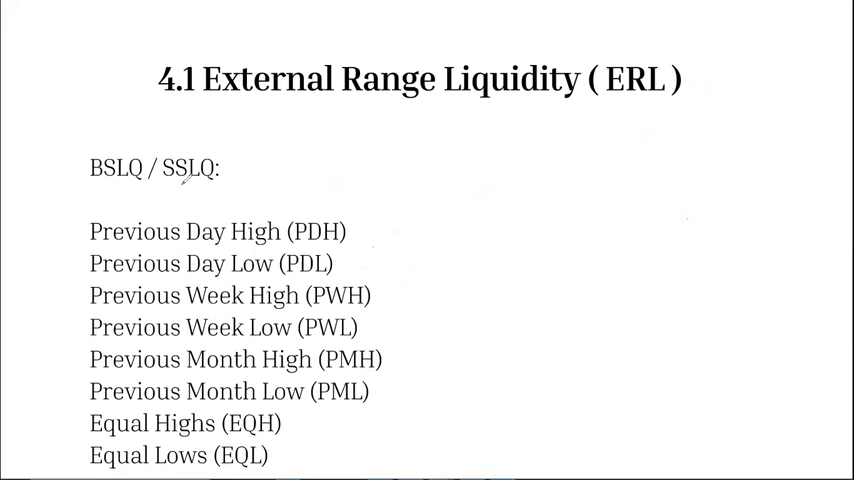 4.1 External Range Liquidity ( ERL )
BSLQ / SSLQ:
Previous Day High (PDH)
Previous Day Low (PDL)
Previous Week High (PWH)
Previous Week Low (PWL)
Previous Month High (PMH)
Previous Month Low (PML)
Equal Highs (EQH)
Equal Lows (EQL)